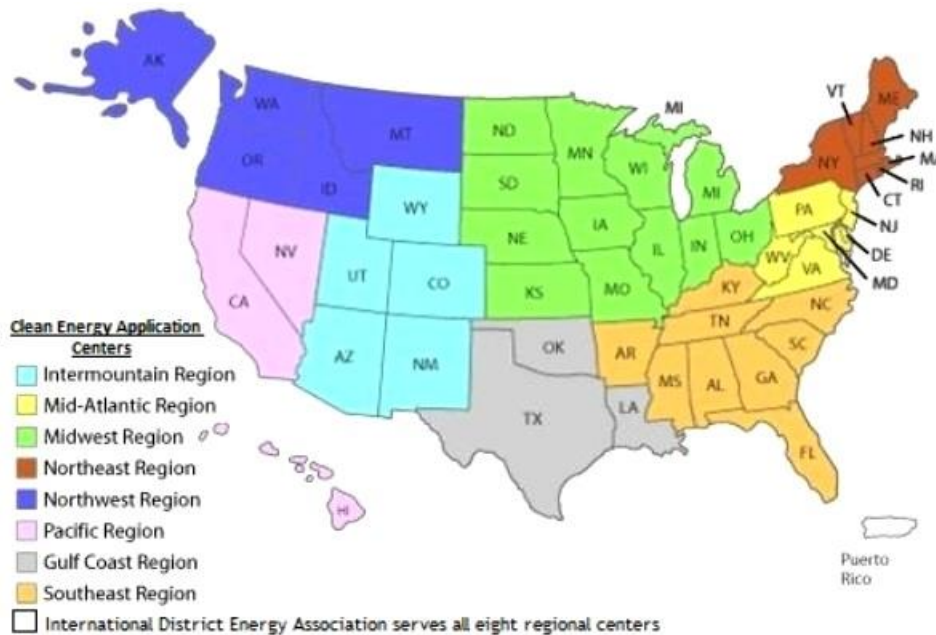 AK
WA
MT
ND
MN
MI
VT
ME
OR
ID
SD
WI
MI
NY
NH
RI
CT
WY
NE
IA
IL
IN
OH
PA
NJ
DE
MD
NV
UT
CO
KS
MO
WV
VA
KY
CA
AZ
NM
OK
AR
TN
NC
SC
TX
LA
MS
AL
GA
FL
HI
Puerto
Rico
Clean Energy Application
Centers
Intermountain Region
Mid-Atlantic Region
Midwest Region
Northeast Region
Northwest Region
Pacific Region
Gulf Coast Region
Southeast Region
International District Energy Association serves all eight regional centers